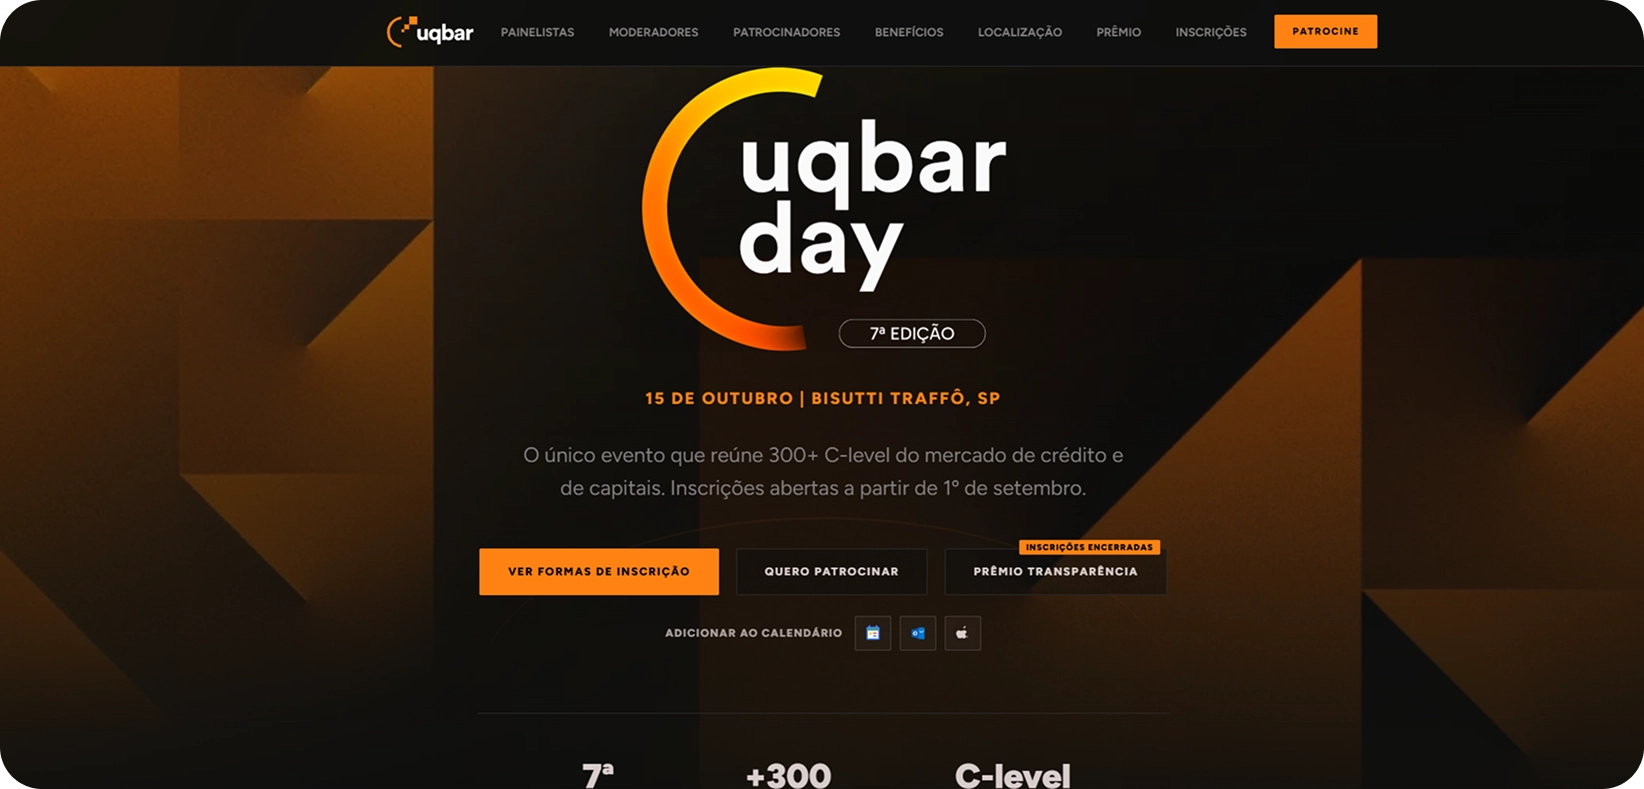 uqbar
PAINELISTAS
MODERADORES
PATROCINADORES
BENEFÍCIOS
LOCALIZAÇÃO
PRÊMIO
INSCRIÇÕES
PATROCINE
uqbar
day
7ª EDIÇÃO
15 DE OUTUBRO | BISUTTI TRAFFÔ, SP
O único evento que reúne 300+ C-level do mercado de crédito e
de capitais. Inscrições abertas a partir de 1º de setembro.
VER FORMAS DE INSCRIÇÃO
QUERO PATROCINAR
INSCRIÇÕES ENCERRADAS
PRÊMIO TRANSPARÊNCIA
ADICIONAR AO CALENDÁRIO
7ª
+300
C-level